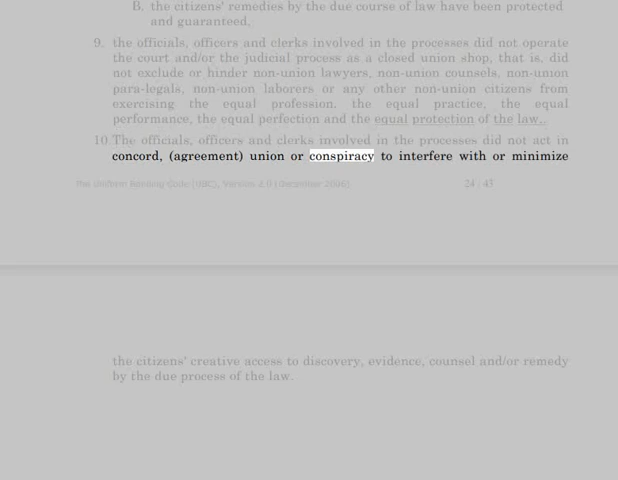 B. the citizens' remedies by the due course of law have been protected
and guaranteed,
9. the officials, officers and clerks involved in the processes did not operate
the court and/or the judicial process as a closed union shop, that is, did
not exclude or hinder non-union lawyers, non-union counsels, non-union
para-legals, non-union laborers or any other non-union citizens from
exercising the equal profession, the equal practice, the equal
performance, the equal perfection and the equal protection of the law..
10 The officials, officers and clerks involved in the processes did not act in
concord, (agreement) union or conspiracy to interfere with or minimize
The Uniform Bonding Code (UBC), Version 2.0 (December 2006) 24 - 45
the citizens' creative access to discovery, evidence, counsel and/or remedy
by the due process of the law.